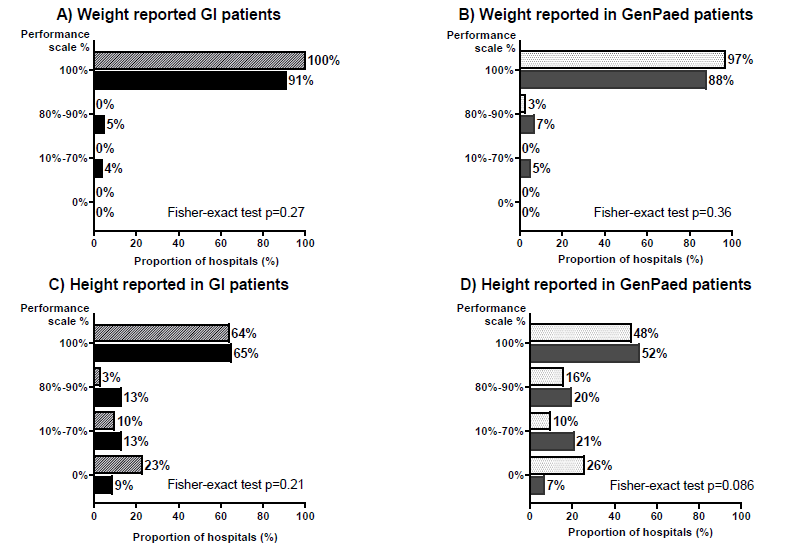 A) Weight reported GI patients
Performance
scale %
100%
100%
91%
80%-90%
0%
5%
10%-70%
0%
4%
0%
0%
0%
Fisher-exact test p=0.27
0 20 40 60 80 100
Proportion of hospitals (%)
B) Weight reported in GenPaed patients
Performance
scale %
100%
97%
88%
80%-90%
3%
7%
10%-70%
0%
5%
0%
0%
0%
Fisher-exact test p=0.36
0 20 40 60 80 100
Proportion of hospitals (%)
C) Height reported in GI patients
Performance
scale %
100%
64%
65%
80%-90%
3%
13%
10%-70%
10%
13%
0%
23%
9%
Fisher-exact test p=0.21
0 20 40 60 80 100
Proportion of hospitals (%)
D) Height reported in GenPaed patients
Performance
scale %
100%
48%
52%
80%-90%
16%
20%
10%-70%
10%
21%
0%
26%
7%
Fisher-exact test p=0.086
0 20 40 60 80 100
Proportion of hospitals (%)